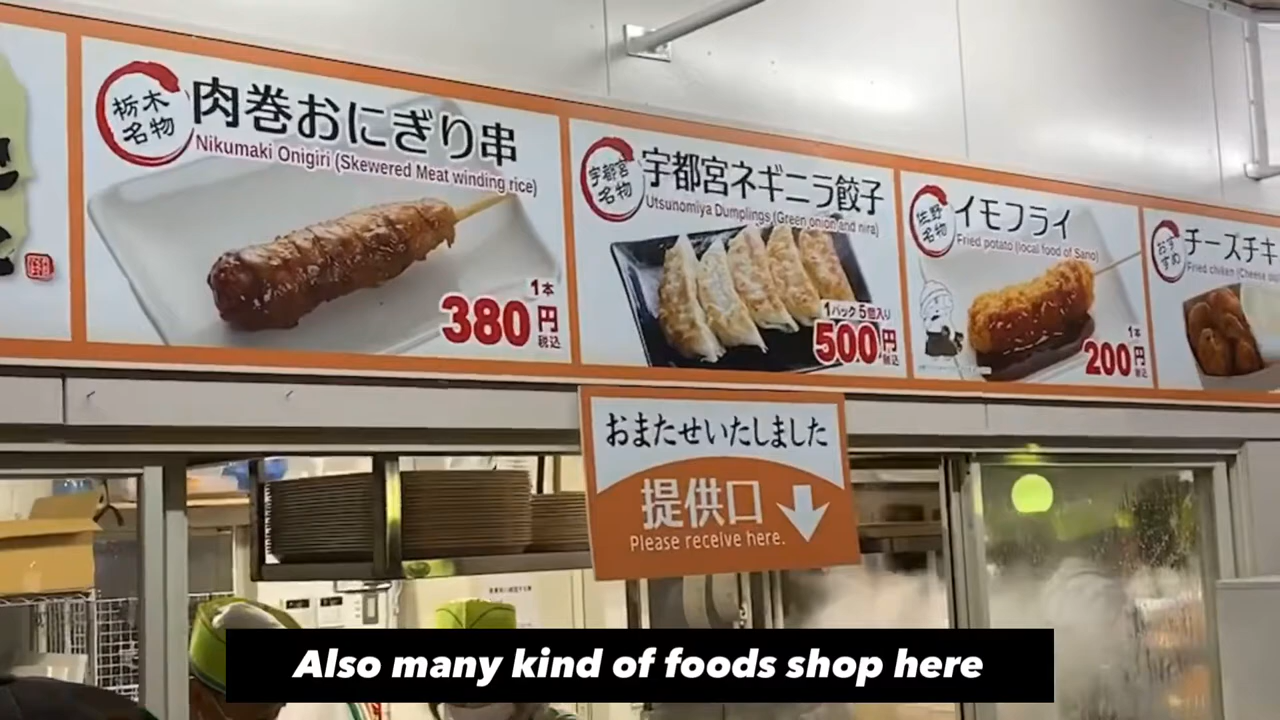 栃木
名物
肉巻おにぎり串
Nikumaki Onigiri (Skewered Meat winding rice)
1本
380円
税込
宇都宮
名物
宇都宮ネギニラ餃子
Utsunomiya Dumplings (Green onion and nira)
1パック 5個入り
500円
税込
佐野
名物
イモフライ
Fried potato (local food of Sano)
1本
200円
税込
おす
すめ
チーズチキ
Fried chiken (Cheese
おまたせいたしました
提供口
Please receive here.
Also many kind of foods shop here